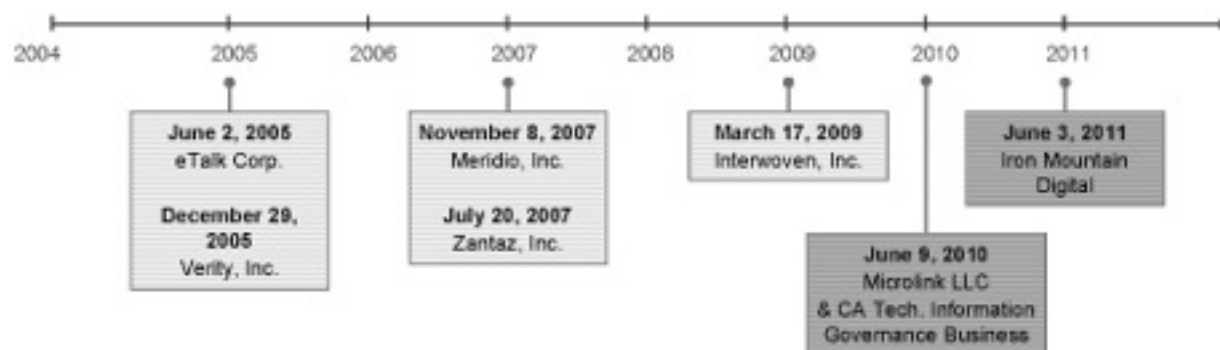 2004 2005 2006 2007 2008 2009 2010 2011
June 2, 2005
eTalk Corp.
December 29,
2005
Verity, Inc.
November 8, 2007
Meridio, Inc.
July 20, 2007
Zantaz, Inc.
March 17, 2009
Interwoven, Inc.
June 9, 2010
Microlink LLC
& CA Tech. Information
Governance Business
June 3, 2011
Iron Mountain
Digital